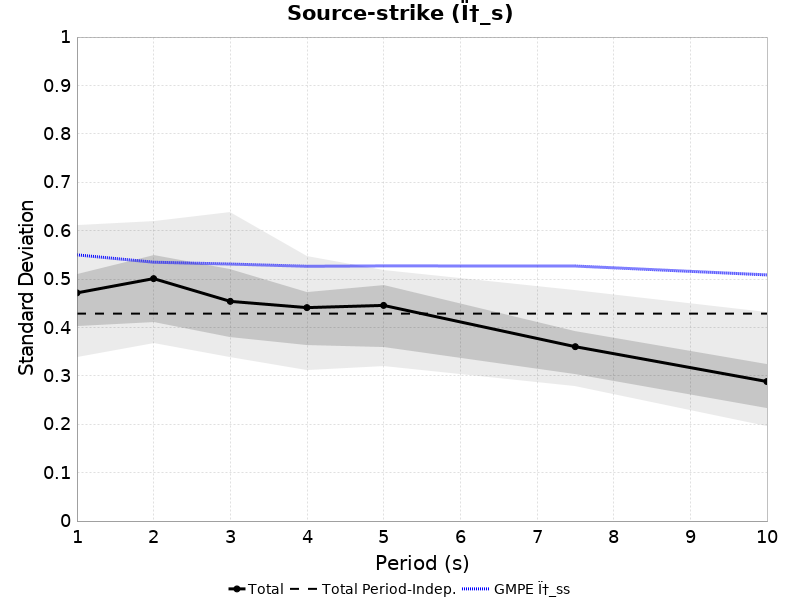 Source-strike (Ï†_s)
1
0.9
0.8
0.7
0.6
0.5
0.4
0.3
0.2
0.1
0
Standard Deviation
1 2 3 4 5 6 7 8 9 10
Period (s)
Total Total Period-Indep. GMPE Ï†_ss